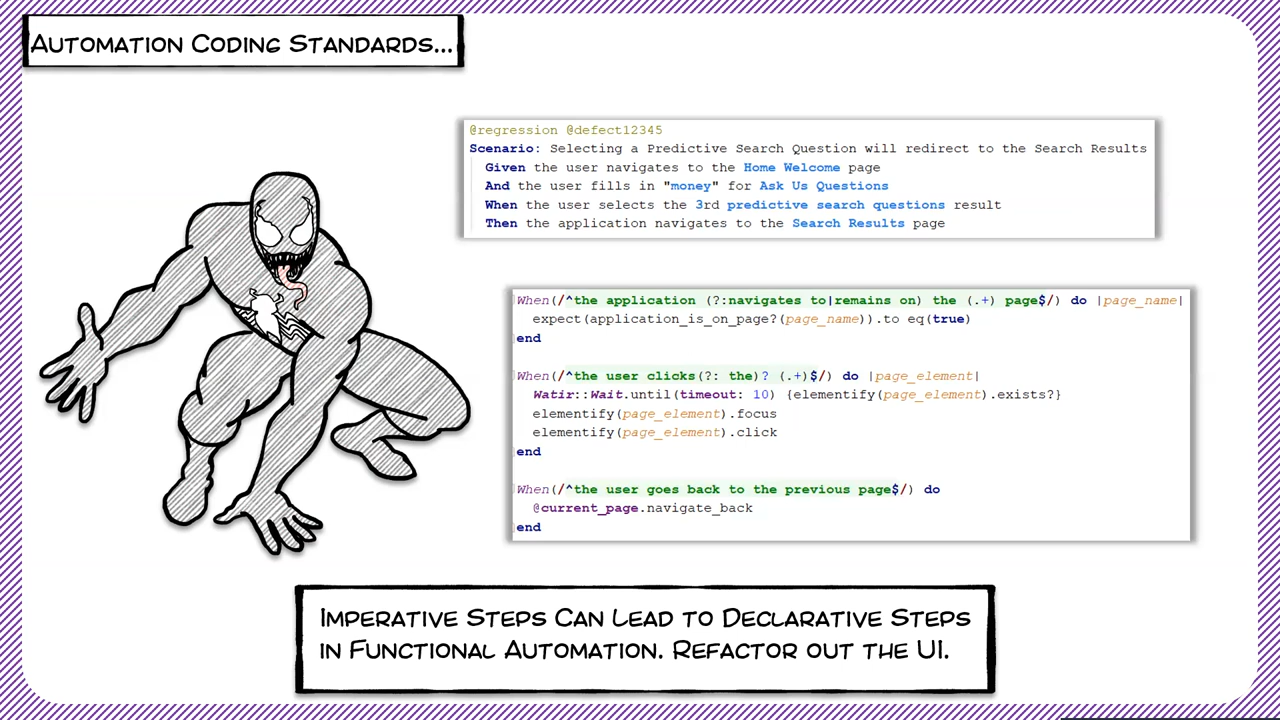 AUTOMATION CODING STANDARDS...
@regression @defect12345
Scenario: Selecting a Predictive Search Question will redirect to the Search Results
Given the user navigates to the Home Welcome page
And the user fills in "money" for Ask Us Questions
When the user selects the 3rd predictive search questions result
Then the application navigates to the Search Results page
When(/^the application (?:navigates to|remains on) the (.+) page$/) do |page_name|
expect(application_is_on_page?(page_name)).to eq(true)
end
When(/^the user clicks(?: the)? (.+)$/) do |page_element|
Watir::Wait.until(timeout: 10) {elementify(page_element).exists?}
elementify(page_element).focus
elementify(page_element).click
end
When(/^the user goes back to the previous page$/) do
@current_page.navigate_back
end
IMPERATIVE STEPS CAN LEAD TO DECLARATIVE STEPS
IN FUNCTIONAL AUTOMATION. REFACTOR OUT THE UI.